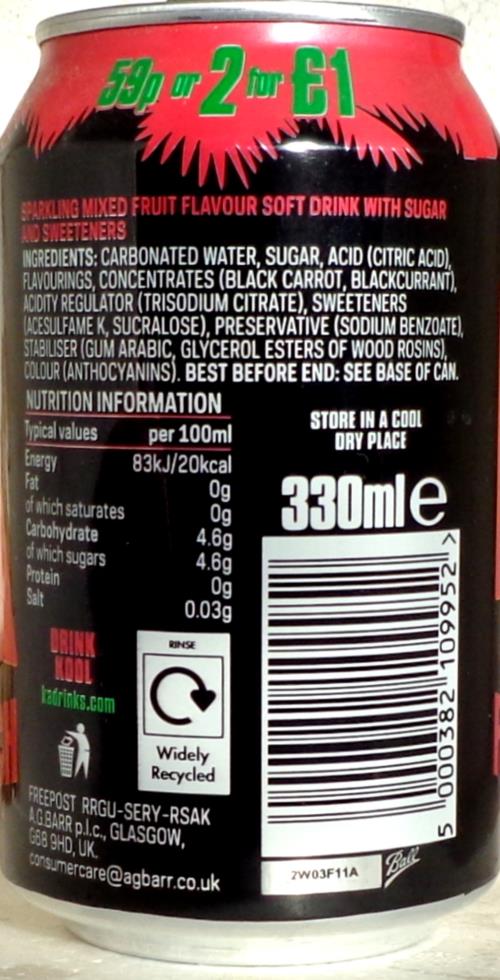 59p or 2 for £1
SPARKLING MIXED FRUIT FLAVOUR SOFT DRINK WITH SUGAR
AND SWEETENERS
INGREDIENTS: CARBONATED WATER, SUGAR, ACID (CITRIC ACID),
FLAVOURINGS, CONCENTRATES (BLACK CARROT, BLACKCURRANT),
ACIDITY REGULATOR (TRISODIUM CITRATE), SWEETENERS
(ACESULFAME K, SUCRALOSE), PRESERVATIVE (SODIUM BENZOATE),
STABILISER (GUM ARABIC, GLYCEROL ESTERS OF WOOD ROSINS),
COLOUR (ANTHOCYANINS). BEST BEFORE END: SEE BASE OF CAN.
NUTRITION INFORMATION
Typical values per 100ml
Energy 83kJ/20kcal
Fat 0g
of which saturates 0g
Carbohydrate 4.6g
of which sugars 4.6g
Protein 0g
Salt 0.03g
STORE IN A COOL
DRY PLACE
330ml e
5 000382 109952 >
DRINK
KOOL
kadrinks.com
RINSE
Widely
Recycled
FREEPOST RRGU-SERY-RSAK
A.G.BARR p.l.c., GLASGOW,
G68 9HD, UK.
consumercare@agbarr.co.uk
2W03F11A
Ball